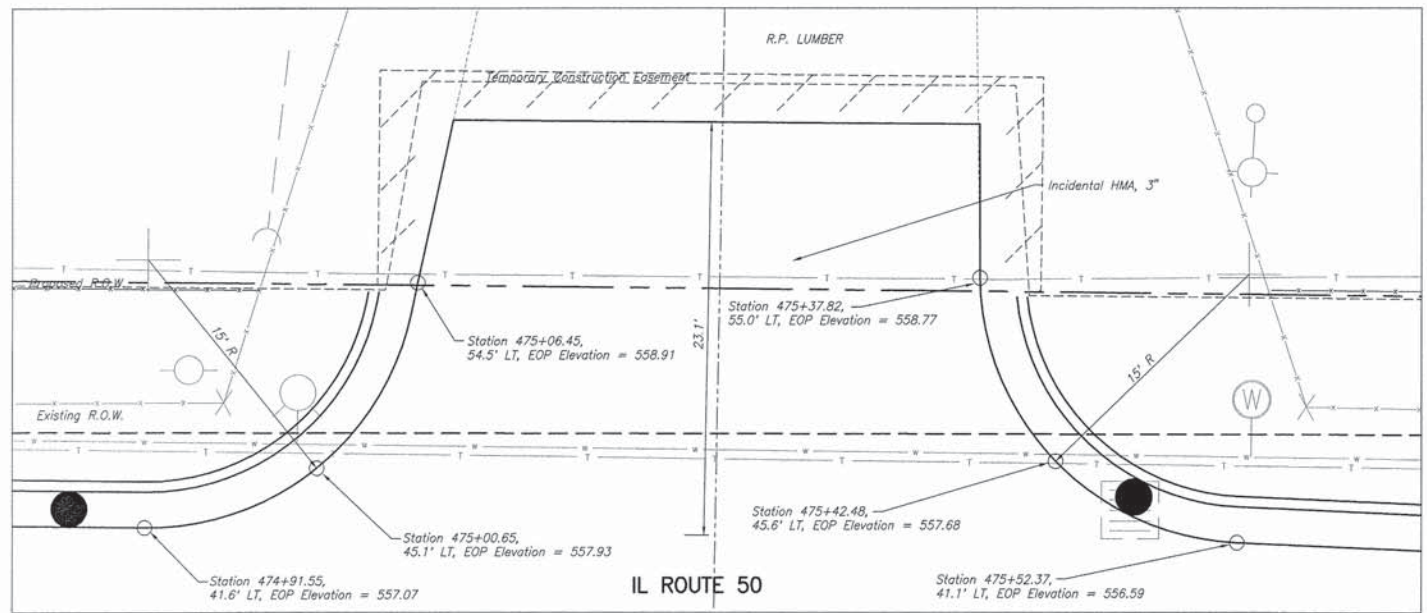 R.P. LUMBER
Temporary Construction Easement
Incidental HMA, 3"
T T T T T T T T T T
Proposed R.O.W.
Station 475+06.45,
54.5' LT, EOP Elevation = 558.91
Station 475+37.82,
55.0' LT, EOP Elevation = 558.77
15' R
23.1'
15' R
Existing R.O.W.
W
Station 475+00.65,
45.1' LT, EOP Elevation = 557.93
Station 475+42.48,
45.6' LT, EOP Elevation = 557.68
Station 474+91.55,
41.6' LT, EOP Elevation = 557.07
IL ROUTE 50
Station 475+52.37,
41.1' LT, EOP Elevation = 556.59